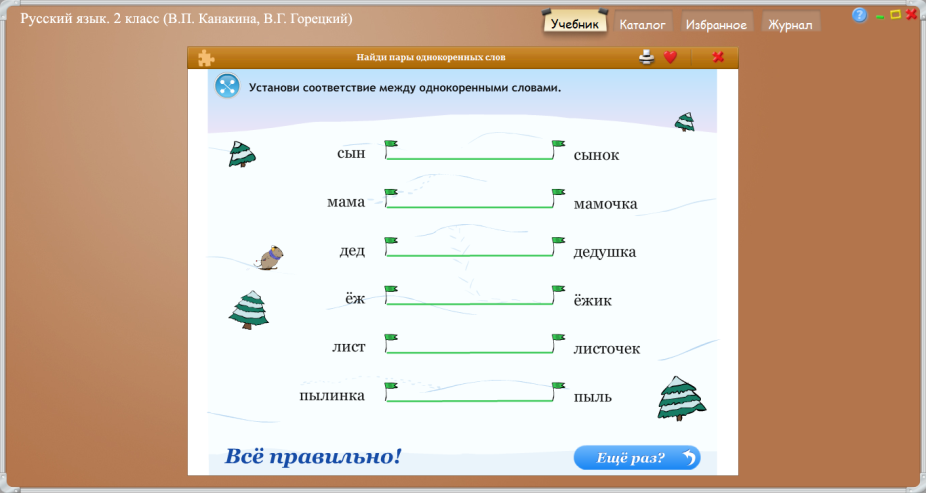 Русский язык. 2 класс (В.П. Канакина, В.Г. Горецкий)
Учебник Каталог Избранное Журнал
Найди пары однокоренных слов
Установи соответствие между однокоренными словами.
сын сынок
мама мамочка
дед дедушка
ёж ёжик
лист листочек
пылинка пыль
Всё правильно! Ещё раз?